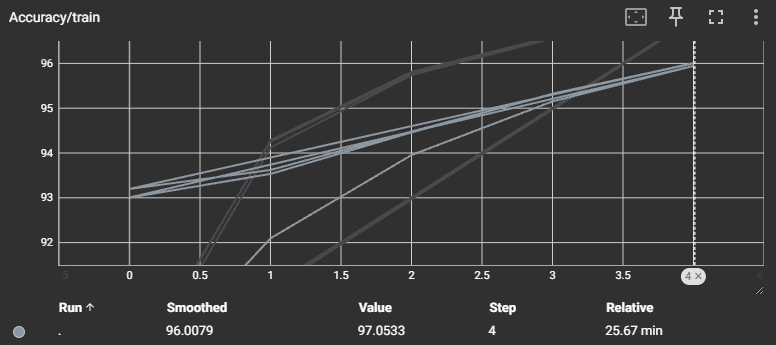 Accuracy/train
96
95
94
93
92
5 0 0.5 1 1.5 2 2.5 3 3.5 4 × 4
Run ↑ Smoothed Value Step Relative
. 96.0079 97.0533 4 25.67 min